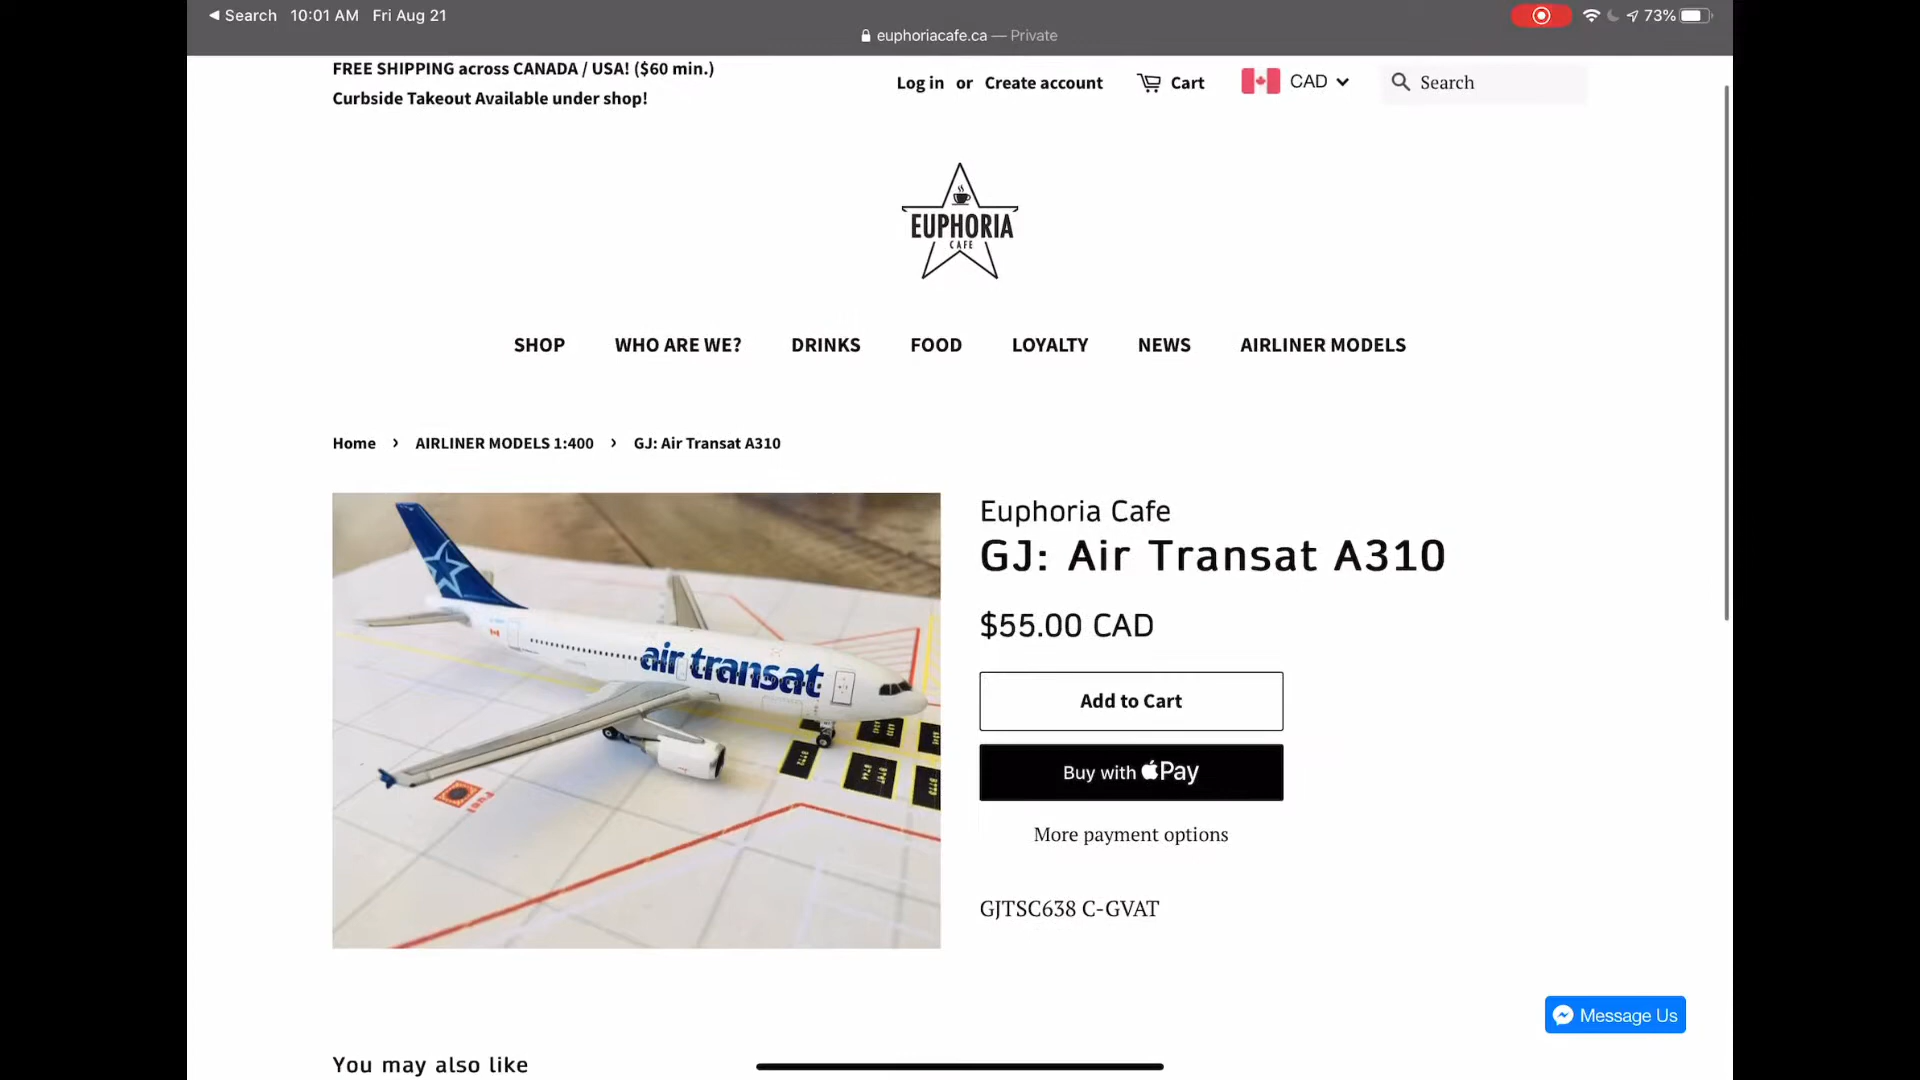 Search 10:01 AM Fri Aug 21
73%
euphoriacafe.ca — Private
FREE SHIPPING across CANADA / USA! ($60 min.)
Curbside Takeout Available under shop!
Log in or Create account
Cart
CAD
Search
EUPHORIA
CAFE
SHOP WHO ARE WE? DRINKS FOOD LOYALTY NEWS AIRLINER MODELS
Home › AIRLINER MODELS 1:400 › GJ: Air Transat A310
air transat
Fuel
Euphoria Cafe
GJ: Air Transat A310
$55.00 CAD
Add to Cart
Buy with Pay
More payment options
GJTSC638 C-GVAT
Message Us
You may also like